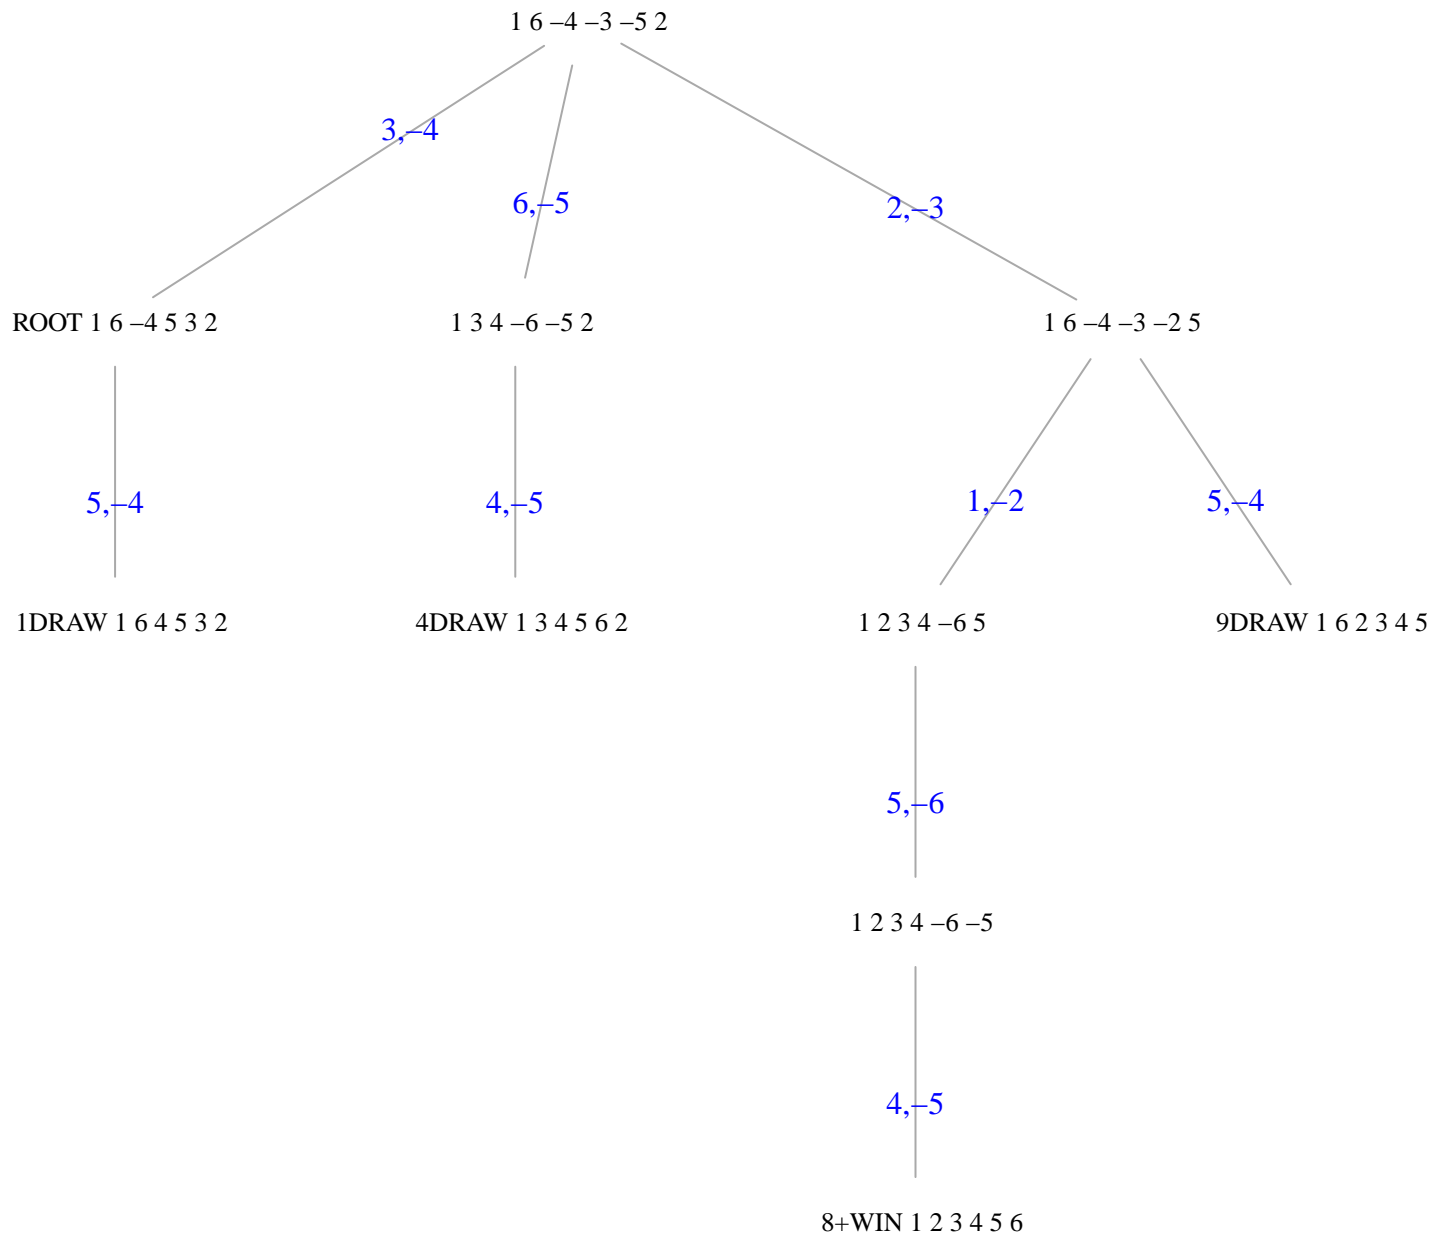 1 6 –4 –3 –5 2
3,–4
6,–5
2,–3
ROOT 1 6 –4 5 3 2
1 3 4 –6 –5 2
1 6 –4 –3 –2 5
5,–4
4,–5
1,–2
5,–4
1DRAW 1 6 4 5 3 2
4DRAW 1 3 4 5 6 2
1 2 3 4 –6 5
9DRAW 1 6 2 3 4 5
5,–6
1 2 3 4 –6 –5
4,–5
8+WIN 1 2 3 4 5 6